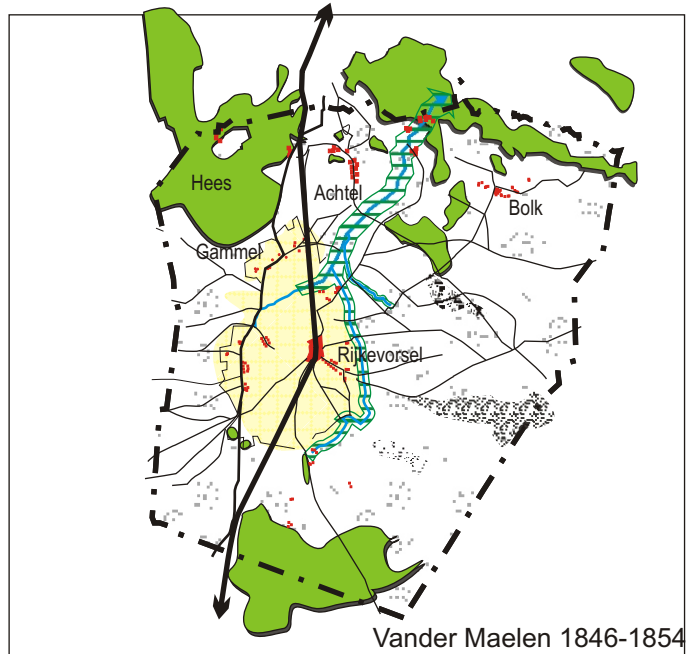 Hees
Achtel
Bolk
Gammel
Rijkevorsel
Vander Maelen 1846-1854